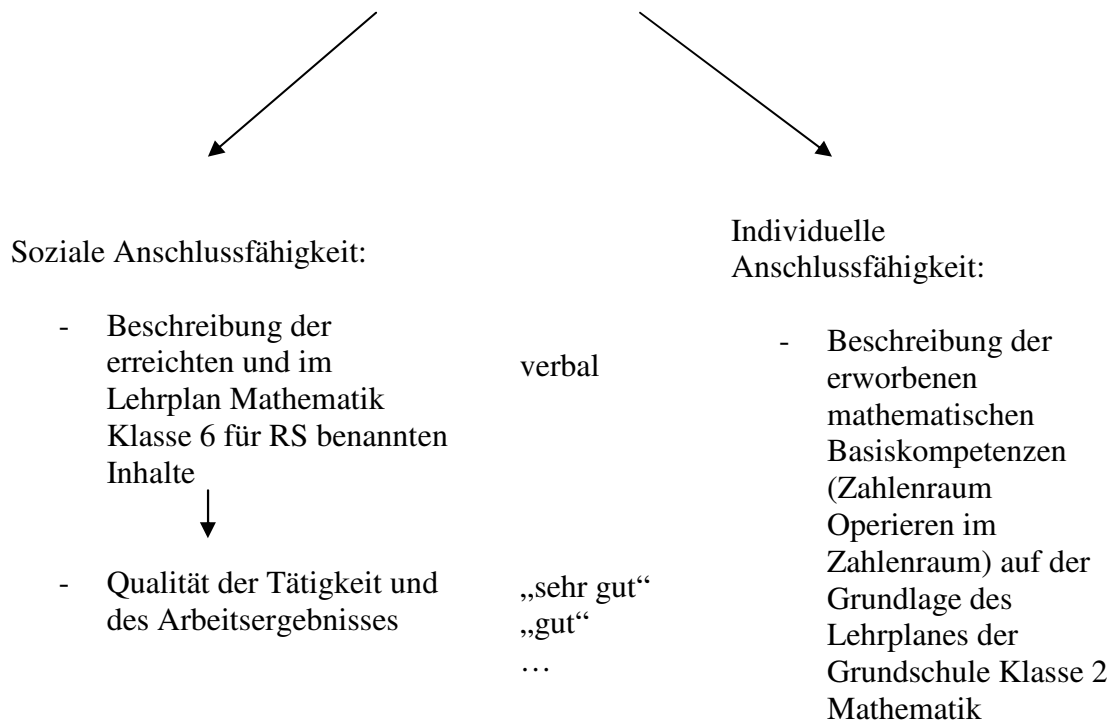 Soziale Anschlussfähigkeit:
- Beschreibung der
erreichten und im
Lehrplan Mathematik
Klasse 6 für RS benannten
Inhalte
- Qualität der Tätigkeit und
des Arbeitsergebnisses
verbal
„sehr gut“
„gut“
…
Individuelle
Anschlussfähigkeit:
- Beschreibung der
erworbenen
mathematischen
Basiskompetenzen
(Zahlenraum
Operieren im
Zahlenraum) auf der
Grundlage des
Lehrplanes der
Grundschule Klasse 2
Mathematik